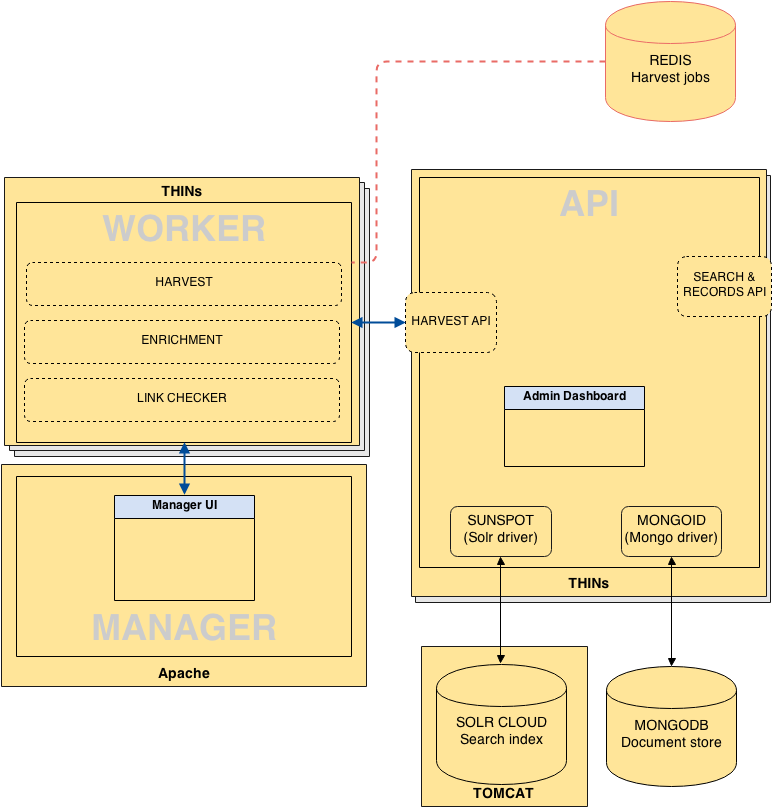 REDIS
Harvest jobs
THINs
WORKER
HARVEST
ENRICHMENT
LINK CHECKER
API
SEARCH &
RECORDS API
HARVEST API
Admin Dashboard
SUNSPOT
(Solr driver)
MONGOID
(Mongo driver)
THINs
Manager UI
MANAGER
Apache
SOLR CLOUD
Search index
TOMCAT
MONGODB
Document store